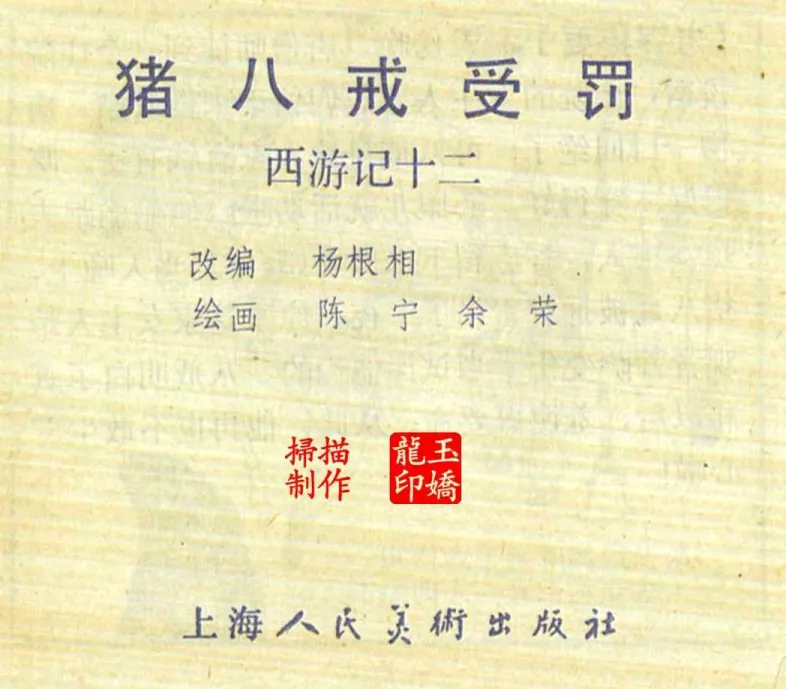 猪八戒受罚
西游记十二
改编 杨根相
绘画 陈宁 余荣
掃描
制作
龍玉
印嬌
上海人民美術出版社